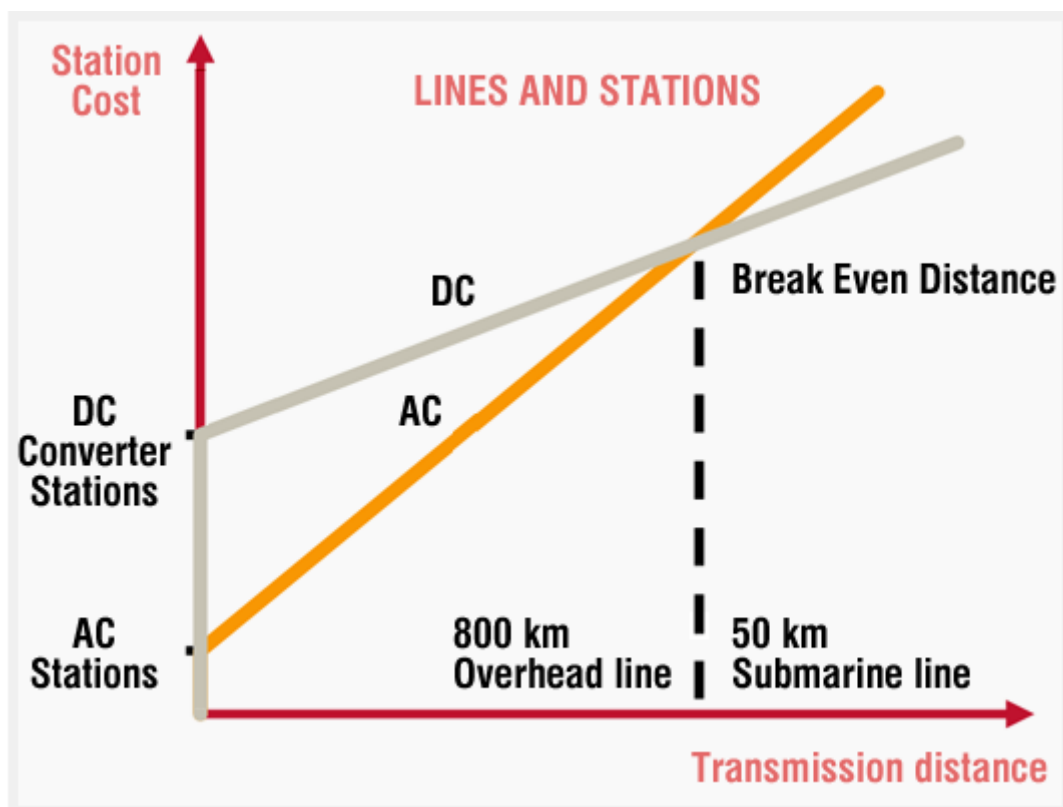 Station
Cost
LINES AND STATIONS
DC
Break Even Distance
AC
DC
Converter
Stations
AC
Stations
800 km
Overhead line
50 km
Submarine line
Transmission distance